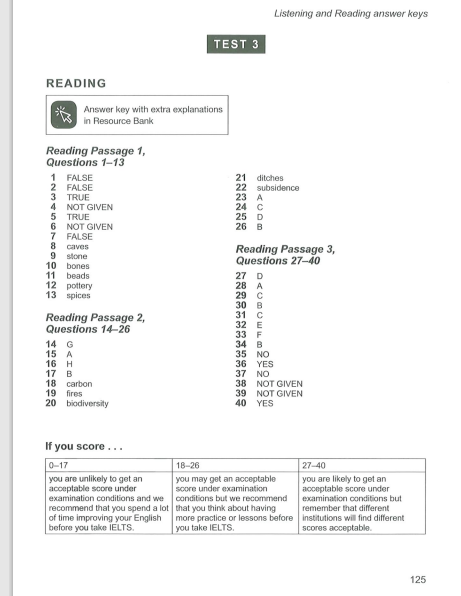 Listening and Reading answer keys
TEST 3
READING
Answer key with extra explanations
in Resource Bank
Reading Passage 1,
Questions 1–13
1 FALSE
2 FALSE
3 TRUE
4 NOT GIVEN
5 TRUE
6 NOT GIVEN
7 FALSE
8 caves
9 stone
10 bones
11 beads
12 pottery
13 spices
Reading Passage 2,
Questions 14–26
14 G
15 A
16 H
17 B
18 carbon
19 fires
20 biodiversity
21 ditches
22 subsidence
23 A
24 C
25 D
26 B
Reading Passage 3,
Questions 27–40
27 D
28 A
29 C
30 B
31 C
32 E
33 F
34 B
35 NO
36 YES
37 NO
38 NOT GIVEN
39 NOT GIVEN
40 YES
If you score . . .
0–17
you are unlikely to get an
acceptable score under
examination conditions and we
recommend that you spend a lot
of time improving your English
before you take IELTS.
18–26
you may get an acceptable
score under examination
conditions but we recommend
that you think about having
more practice or lessons before
you take IELTS.
27–40
you are likely to get an
acceptable score under
examination conditions but
remember that different
institutions will find different
scores acceptable.
125